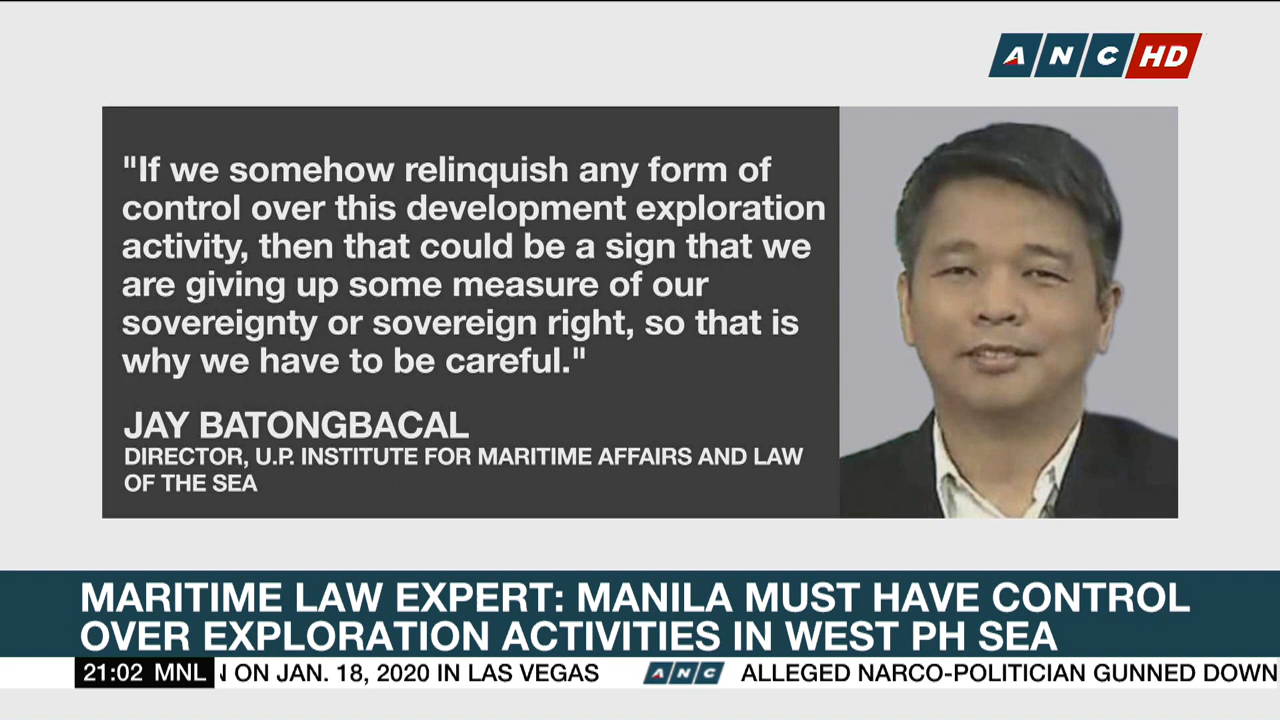 ANC HD
"If we somehow relinquish any form of
control over this development exploration
activity, then that could be a sign that we
are giving up some measure of our
sovereignty or sovereign right, so that is
why we have to be careful."
JAY BATONGBACAL
DIRECTOR, U.P. INSTITUTE FOR MARITIME AFFAIRS AND LAW
OF THE SEA
MARITIME LAW EXPERT: MANILA MUST HAVE CONTROL
OVER EXPLORATION ACTIVITIES IN WEST PH SEA
21:02 MNL ON JAN. 18, 2020 IN LAS VEGAS ANC ALLEGED NARCO-POLITICIAN GUNNED DOWN